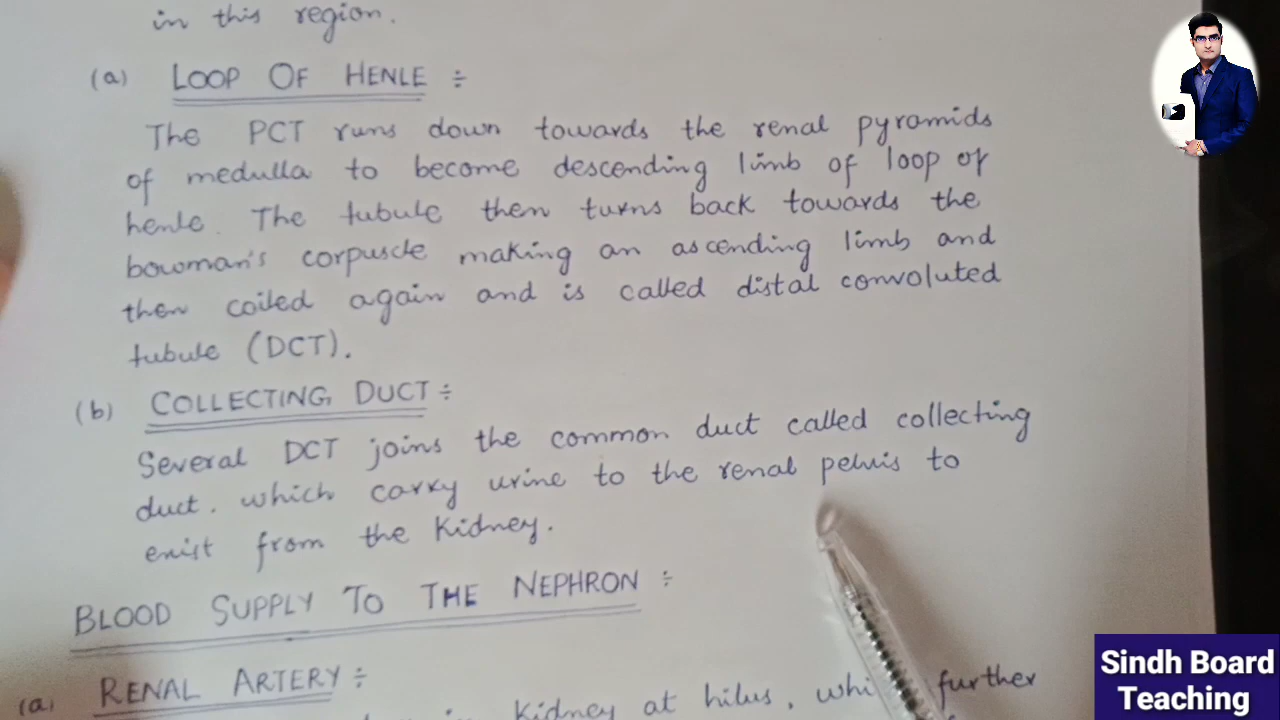 in this region.
(a) LOOP OF HENLE ÷
The PCT runs down towards the renal pyramids
of medulla to become descending limb of loop of
henle. The tubule then turns back towards the
bowman's corpuscle making an ascending limb and
then coiled again and is called distal convoluted
tubule (DCT).
(b) COLLECTING DUCT ÷
Several DCT joins the common duct called collecting
duct. which carry urine to the renal pelvis to
exist from the Kidney.
BLOOD SUPPLY TO THE NEPHRON ÷
(a) RENAL ARTERY ÷
in Kidney at hilus, which further
Sindh Board
Teaching